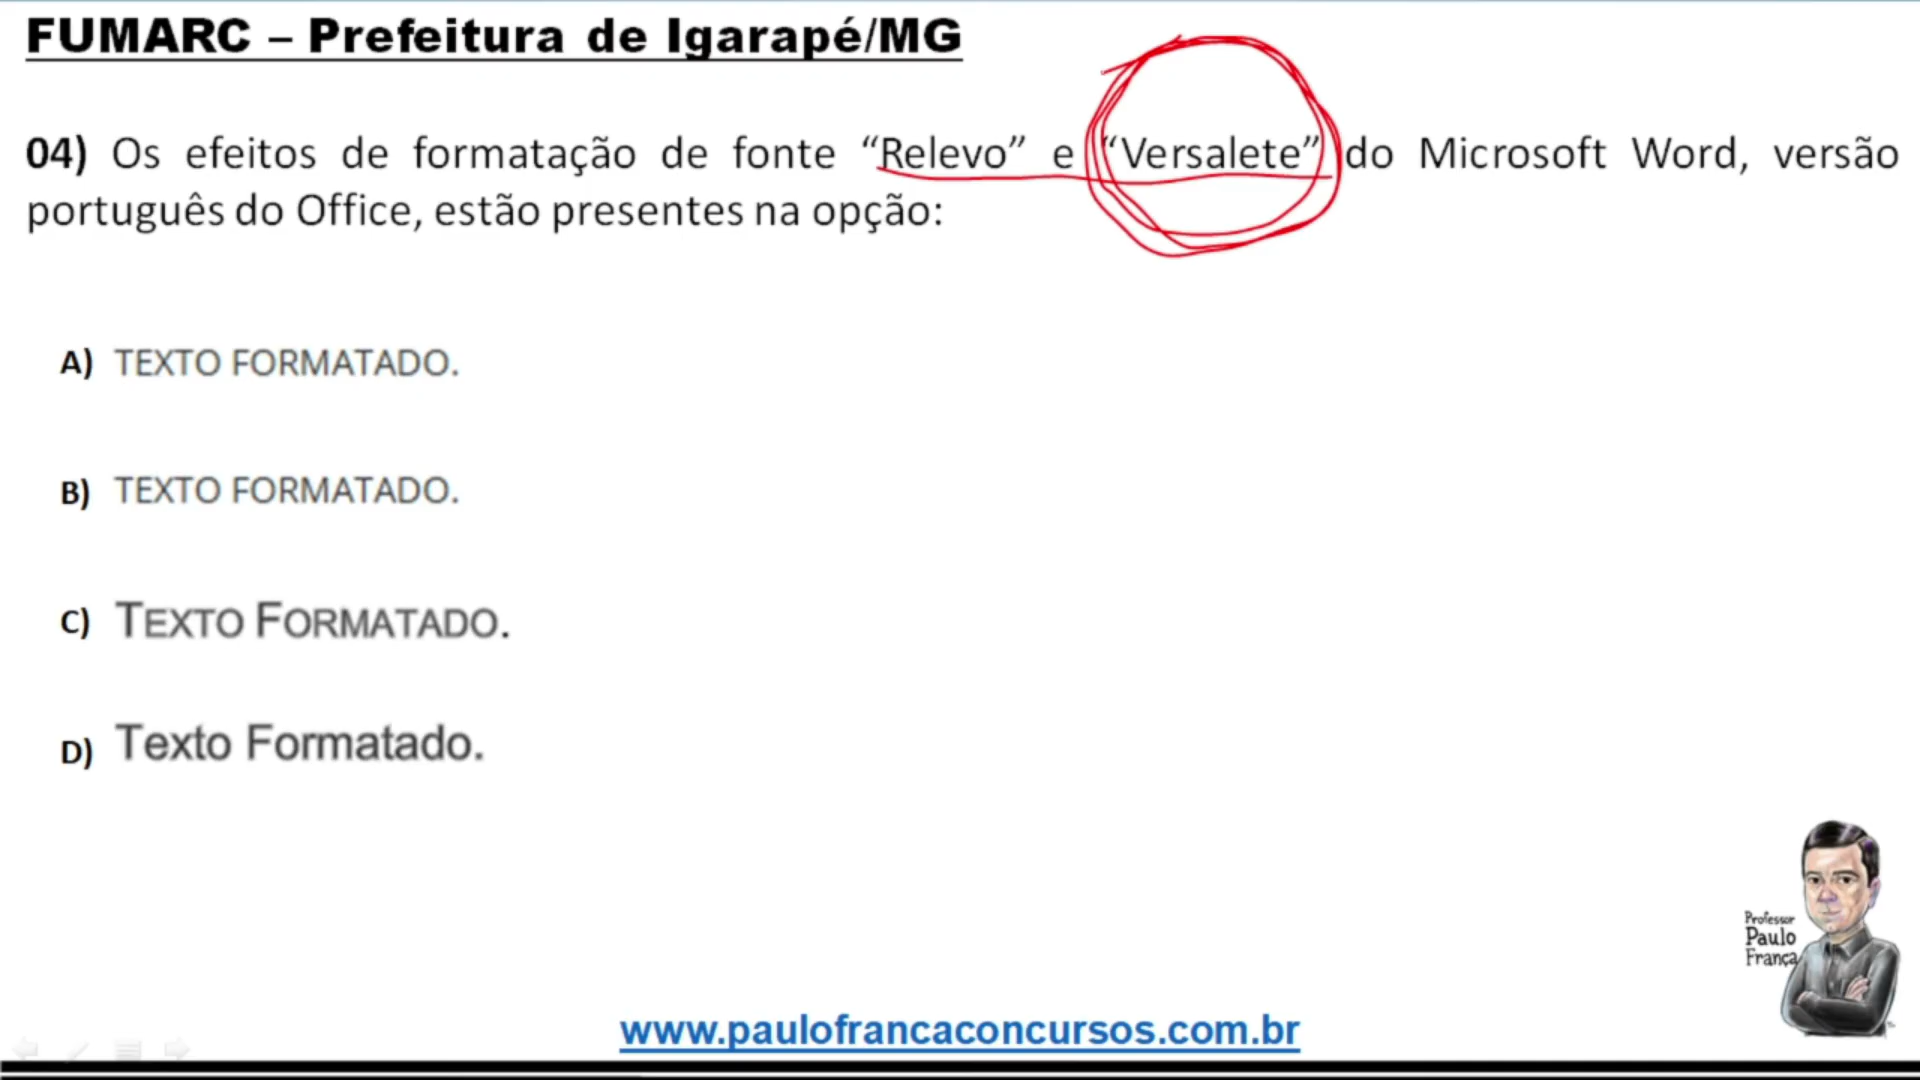 FUMARC – Prefeitura de Igarapé/MG
04) Os efeitos de formatação de fonte “Relevo” e “Versalete” do Microsoft Word, versão
português do Office, estão presentes na opção:
A) TEXTO FORMATADO.
B) TEXTO FORMATADO.
C) TEXTO FORMATADO.
D) Texto Formatado.
Professor
Paulo
França
www.paulofrancaconcursos.com.br